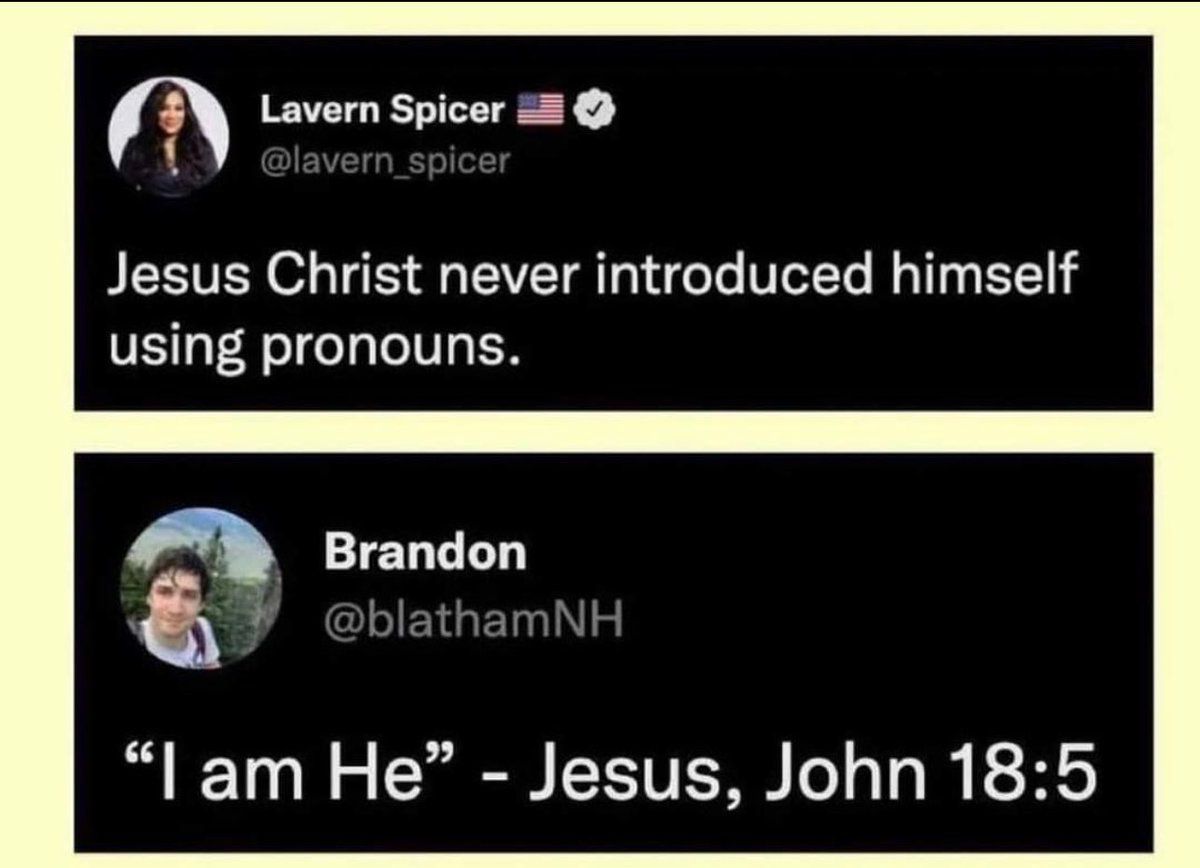 Lavern Spicer 🇺🇸
@lavern_spicer
Jesus Christ never introduced himself
using pronouns.
Brandon
@blathamNH
“I am He” - Jesus, John 18:5